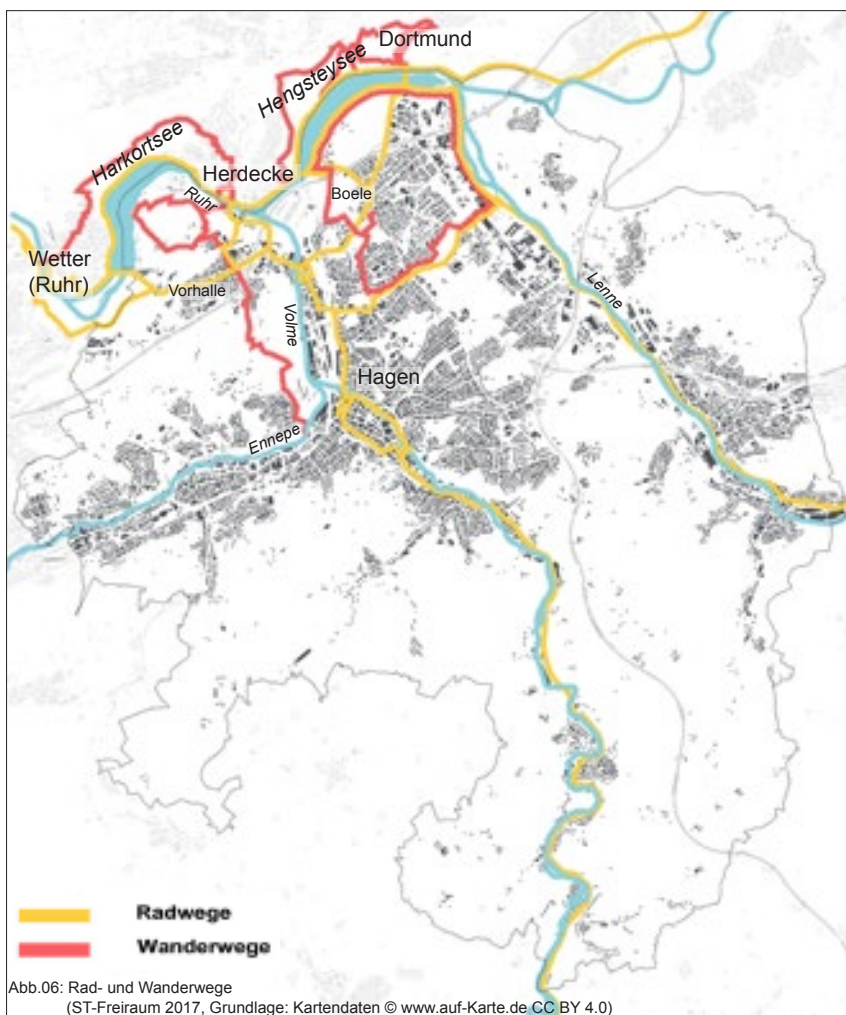 Dortmund
Hengsteysee
Harkortsee
Herdecke
Ruhr
Boele
Wetter
(Ruhr)
Vorhalle
Volme
Lenne
Hagen
Ennepe
Radwege
Wanderwege
Abb.06: Rad- und Wanderwege
(ST-Freiraum 2017, Grundlage: Kartendaten © www.auf-Karte.de CC BY 4.0)